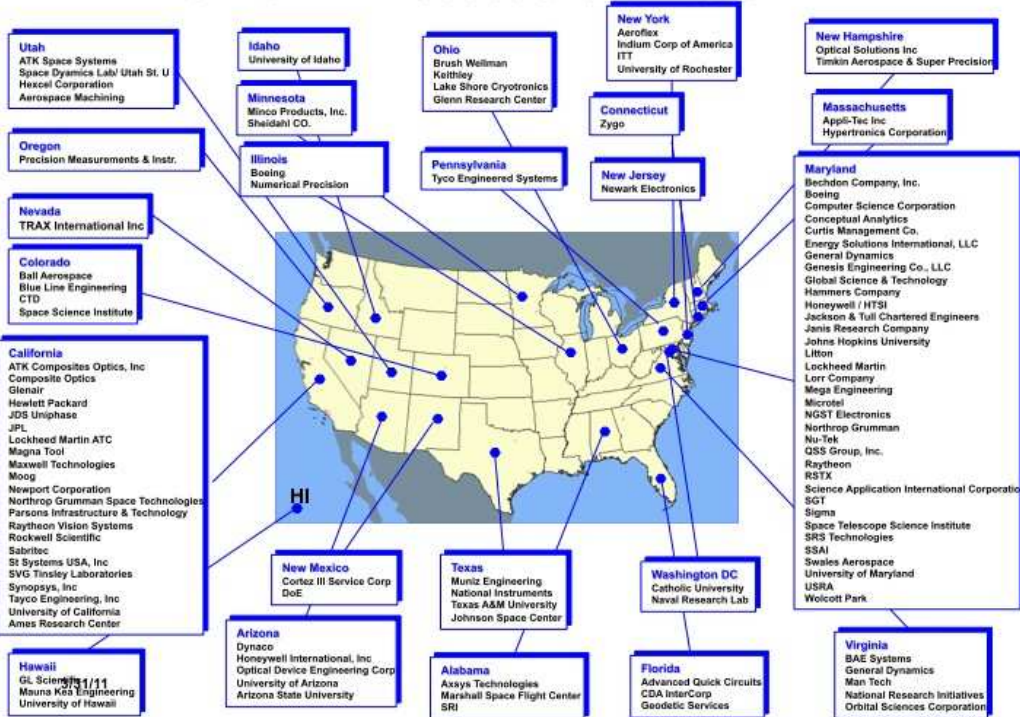 Utah
ATK Space Systems
Space Dyamics Lab/ Utah St. U
Hexcel Corporation
Aerospace Machining
Idaho
University of Idaho
Minnesota
Minco Products, Inc.
Sheidahl CO.
Ohio
Brush Wellman
Keithley
Lake Shore Cryotronics
Glenn Research Center
New York
Aeroflex
Indium Corp of America
ITT
University of Rochester
New Hampshire
Optical Solutions Inc
Timkin Aerospace & Super Precision
Connecticut
Zygo
Massachusetts
Appli-Tec Inc
Hypertronics Corporation
Oregon
Precision Measurements & Instr.
Illinois
Boeing
Numerical Precision
Pennsylvania
Tyco Engineered Systems
New Jersey
Newark Electronics
Maryland
Bechdon Company, Inc.
Boeing
Computer Science Corporation
Conceptual Analytics
Curtis Management Co.
Energy Solutions International, LLC
General Dynamics
Genesis Engineering Co., LLC
Global Science & Technology
Hammers Company
Honeywell / HTSI
Jackson & Tull Chartered Engineers
Janis Research Company
Johns Hopkins University
Litton
Lockheed Martin
Lorr Company
Mega Engineering
Microtel
NGST Electronics
Northrop Grumman
Nu-Tek
QSS Group, Inc.
Raytheon
RSTX
Science Application International Corporatio
SGT
Sigma
Space Telescope Science Institute
SRS Technologies
SSAI
Swales Aerospace
University of Maryland
USRA
Wolcott Park
Nevada
TRAX International Inc
Colorado
Ball Aerospace
Blue Line Engineering
CTD
Space Science Institute
California
ATK Composites Optics, Inc
Composite Optics
Glenair
Hewlett Packard
JDS Uniphase
JPL
Lockheed Martin ATC
Magna Tool
Maxwell Technologies
Moog
Newport Corporation
Northrop Grumman Space Technologies
Parsons Infrastructure & Technology
Raytheon Vision Systems
Rockwell Scientific
Sabritec
St Systems USA, Inc
SVG Tinsley Laboratories
Synopsys, Inc
Tayco Engineering, Inc
University of California
Ames Research Center
HI
New Mexico
Cortez III Service Corp
DoE
Texas
Muniz Engineering
National Instruments
Texas A&M University
Johnson Space Center
Washington DC
Catholic University
Naval Research Lab
Arizona
Dynaco
Honeywell International, Inc
Optical Device Engineering Corp
University of Arizona
Arizona State University
Hawaii
GL
3/31/11
Mauna Kea Engineering
University of Hawaii
Alabama
Axsys Technologies
Marshall Space Flight Center
SRI
Florida
Advanced Quick Circuits
CDA InterCorp
Geodetic Services
Virginia
BAE Systems
General Dynamics
Man Tech
National Research Initiatives
Orbital Sciences Corporation